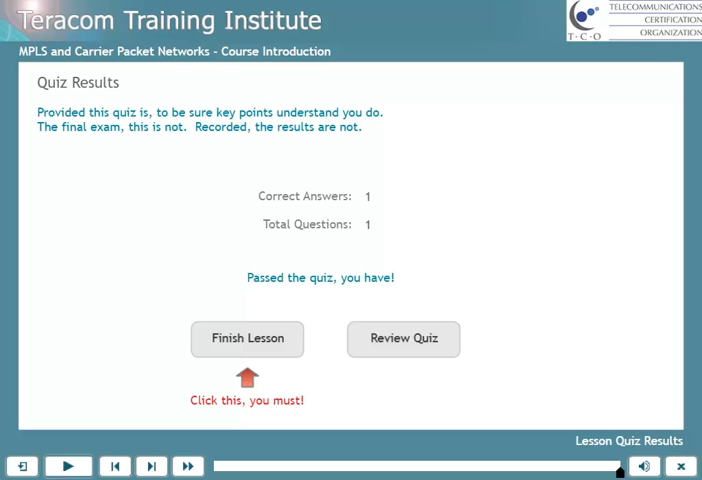 Teracom Training Institute
TELECOMMUNICATIONS
CERTIFICATION
ORGANIZATION
T·C·O
MPLS and Carrier Packet Networks - Course Introduction
Quiz Results
Provided this quiz is, to be sure key points understand you do.
The final exam, this is not.  Recorded, the results are not.
Correct Answers: 1
Total Questions: 1
Passed the quiz, you have!
Finish Lesson
Review Quiz
Click this, you must!
Lesson Quiz Results